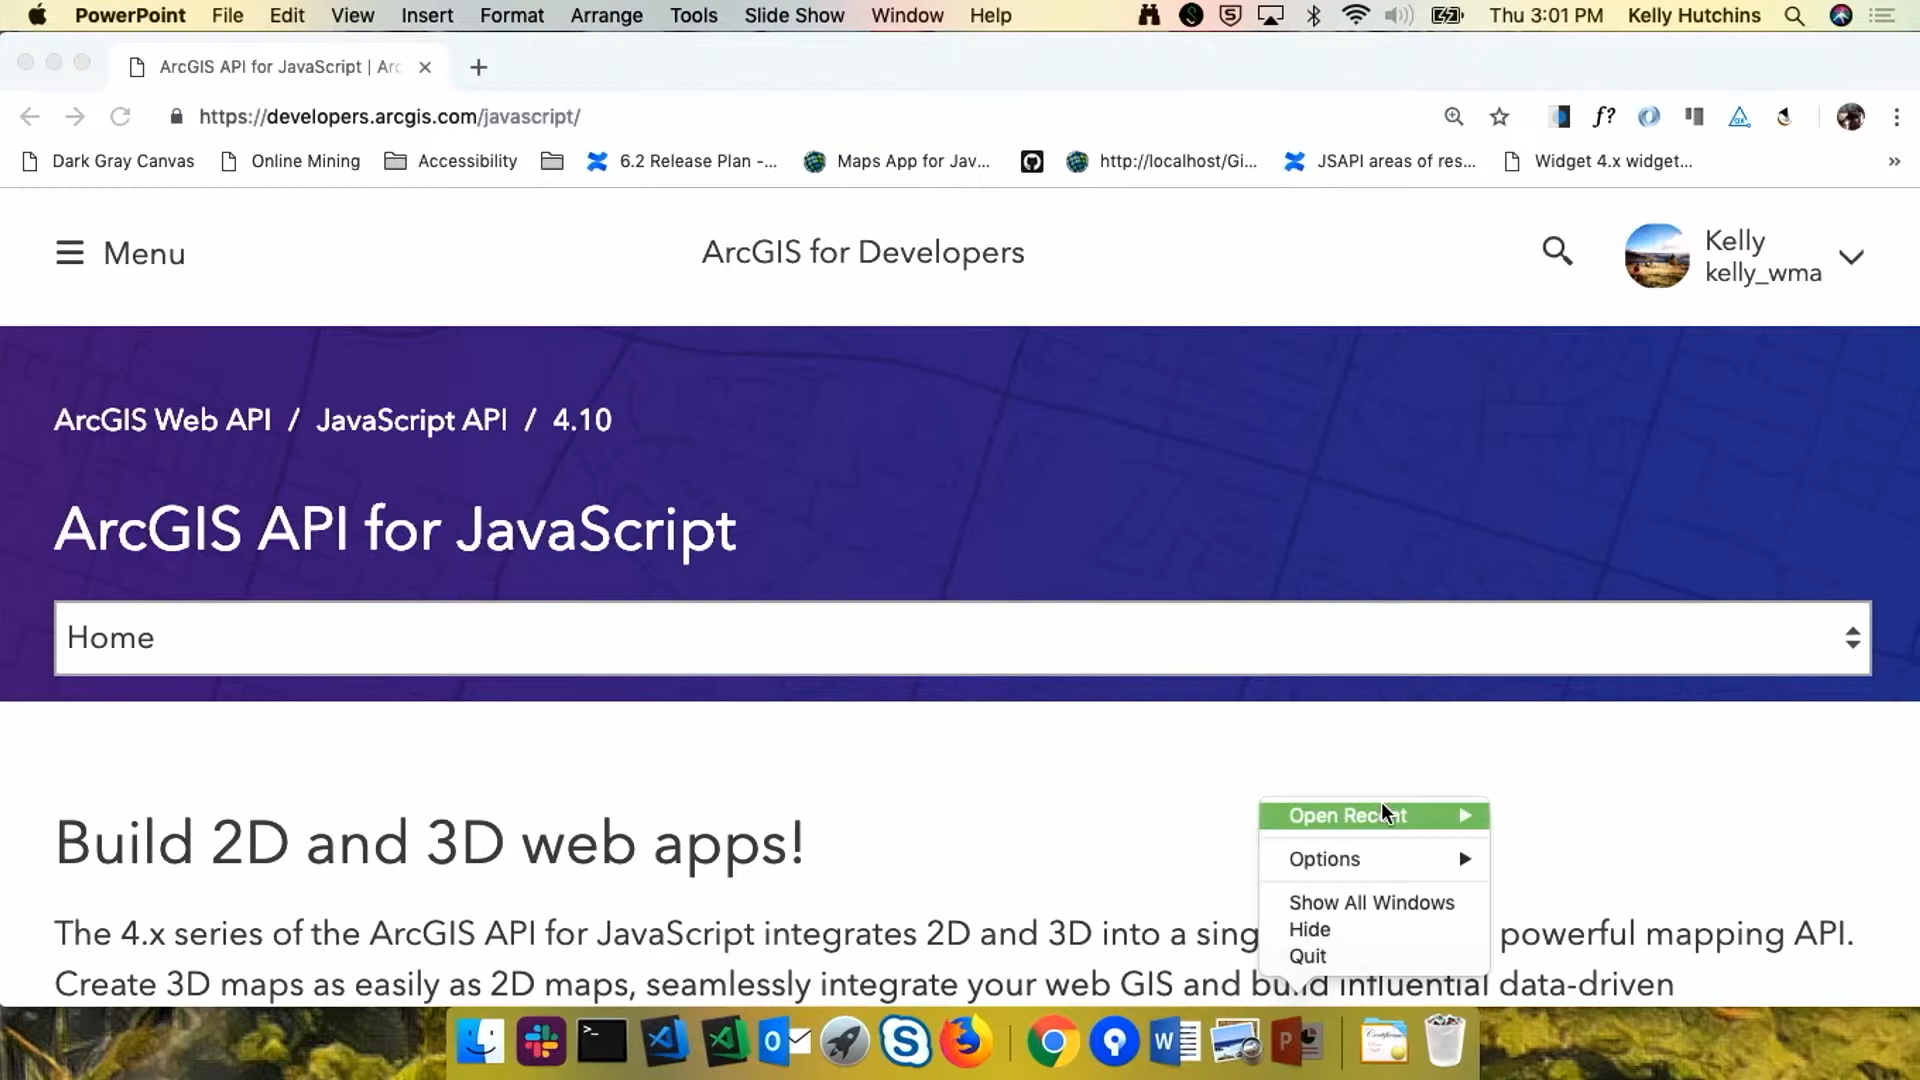 PowerPoint File Edit View Insert Format Arrange Tools Slide Show Window Help Thu 3:01 PM Kelly Hutchins
ArcGIS API for JavaScript | Arc
https://developers.arcgis.com/javascript/ f?
Dark Gray Canvas Online Mining Accessibility 6.2 Release Plan -... Maps App for Jav... http://localhost/Gi... JSAPI areas of res... Widget 4.x widget... »
Menu ArcGIS for Developers Kelly
kelly_wma
ArcGIS Web API / JavaScript API / 4.10
ArcGIS API for JavaScript
Home
Build 2D and 3D web apps!
Open Recent
Options
Show All Windows
Hide
Quit
The 4.x series of the ArcGIS API for JavaScript integrates 2D and 3D into a sing powerful mapping API.
Create 3D maps as easily as 2D maps, seamlessly integrate your web GIS and build influential data-driven